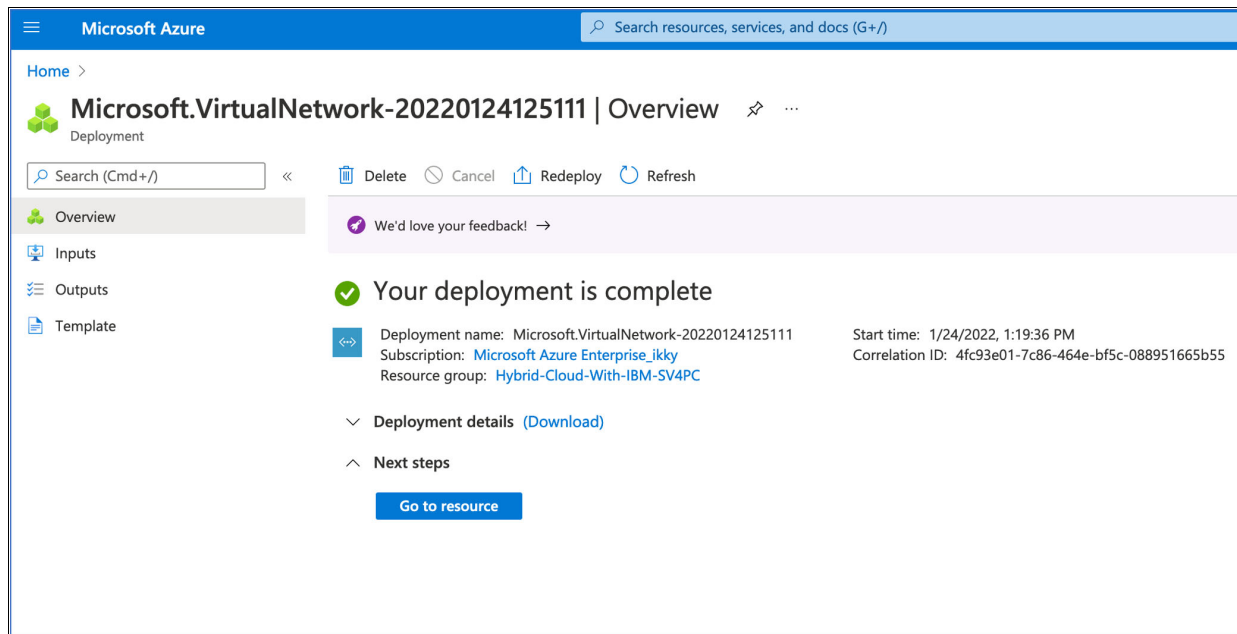 Microsoft Azure
Search resources, services, and docs (G+/)
Home >
Microsoft.VirtualNetwork-20220124125111 | Overview
Deployment
Search (Cmd+/)
«
Delete
Cancel
Redeploy
Refresh
Overview
Inputs
Outputs
Template
We'd love your feedback! →
Your deployment is complete
Deployment name: Microsoft.VirtualNetwork-20220124125111
Subscription: Microsoft Azure Enterprise_ikky
Resource group: Hybrid-Cloud-With-IBM-SV4PC
Start time: 1/24/2022, 1:19:36 PM
Correlation ID: 4fc93e01-7c86-464e-bf5c-088951665b55
Deployment details (Download)
Next steps
Go to resource